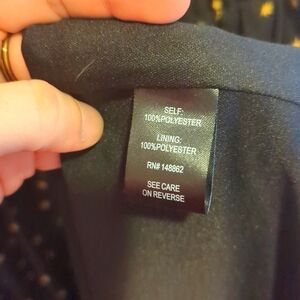 SELF:
100%POLYESTER
LINING:
100%POLYESTER
RN# 148862
SEE CARE
ON REVERSE